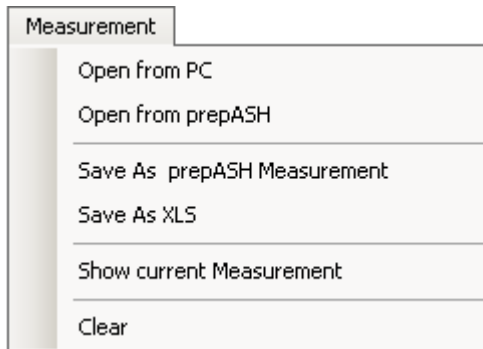 Measurement
Open from PC
Open from prepASH
Save As  prepASH Measurement
Save As XLS
Show current Measurement
Clear